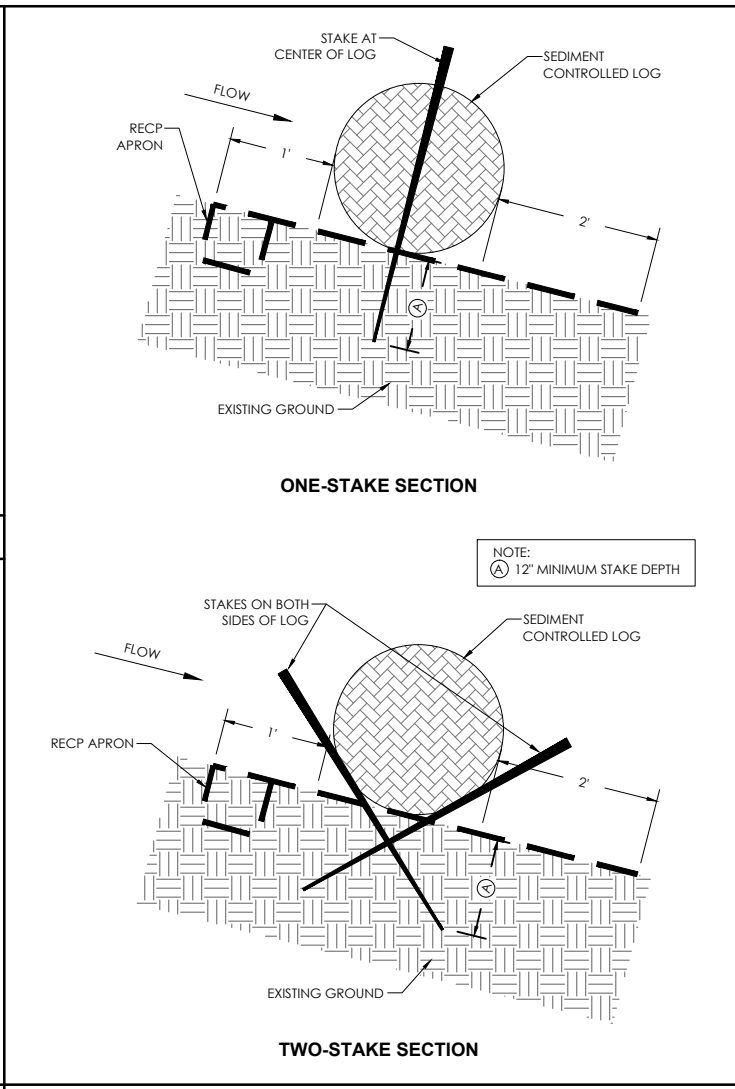 STAKE AT
CENTER OF LOG
SEDIMENT
CONTROLLED LOG
FLOW
RECP
APRON
1'
2'
A
EXISTING GROUND
ONE-STAKE SECTION
NOTE:
A 12" MINIMUM STAKE DEPTH
STAKES ON BOTH
SIDES OF LOG
SEDIMENT
CONTROLLED LOG
FLOW
1'
RECP APRON
2'
A
EXISTING GROUND
TWO-STAKE SECTION